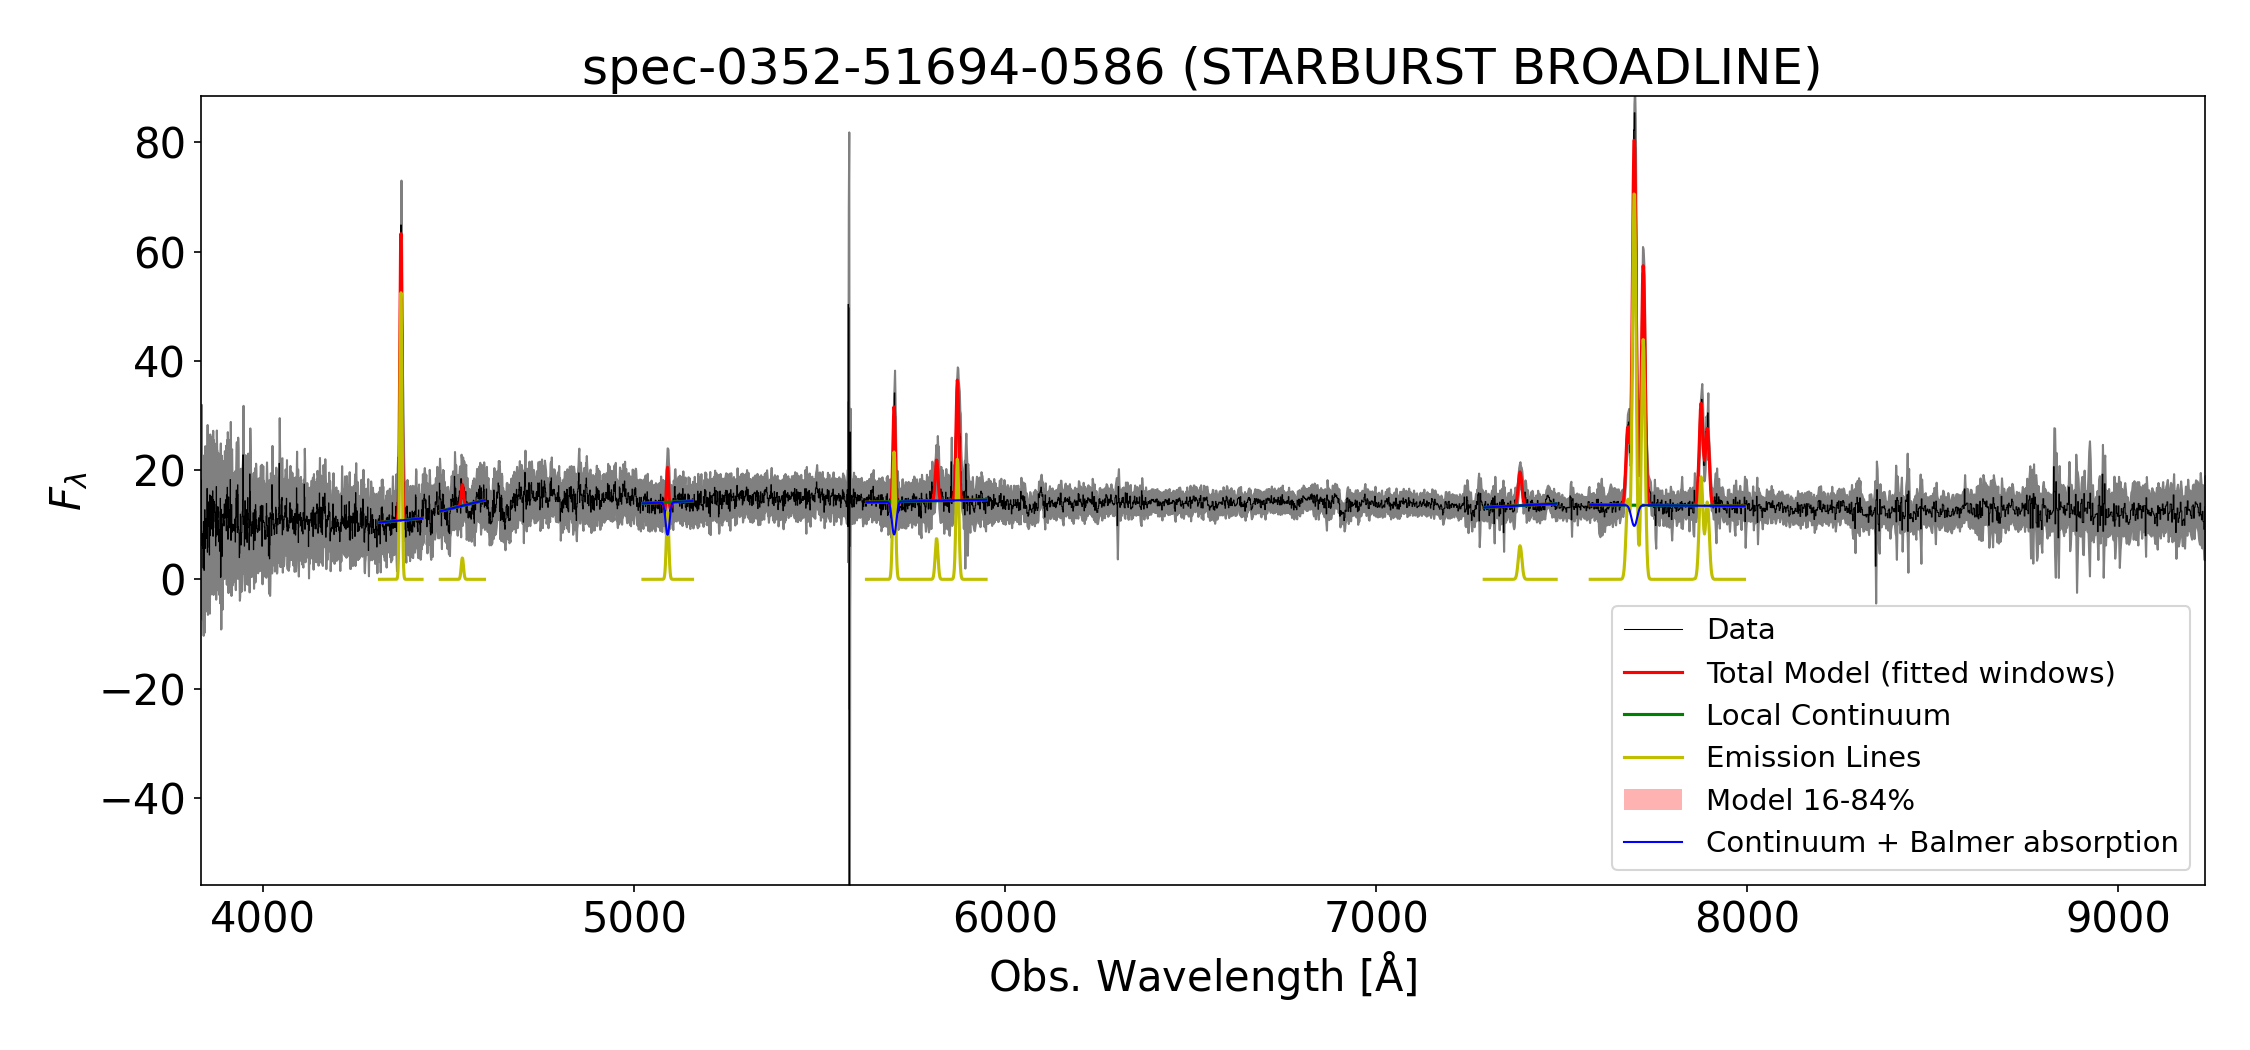 spec-0352-51694-0586 (STARBURST BROADLINE)
80
60
40
20
0
−20
−40
Fλ
4000 5000 6000 7000 8000 9000
Obs. Wavelength [Å]
Data
Total Model (fitted windows)
Local Continuum
Emission Lines
Model 16-84%
Continuum + Balmer absorption